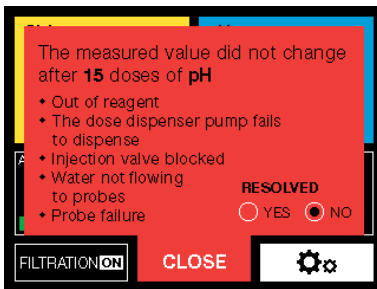 The measured value did not change
after 15 doses of pH
• Out of reagent
• The dose dispenser pump fails
to dispense
• Injection valve blocked
• Water not flowing
to probes
• Probe failure
RESOLVED
YES NO
FILTRATION ON
CLOSE